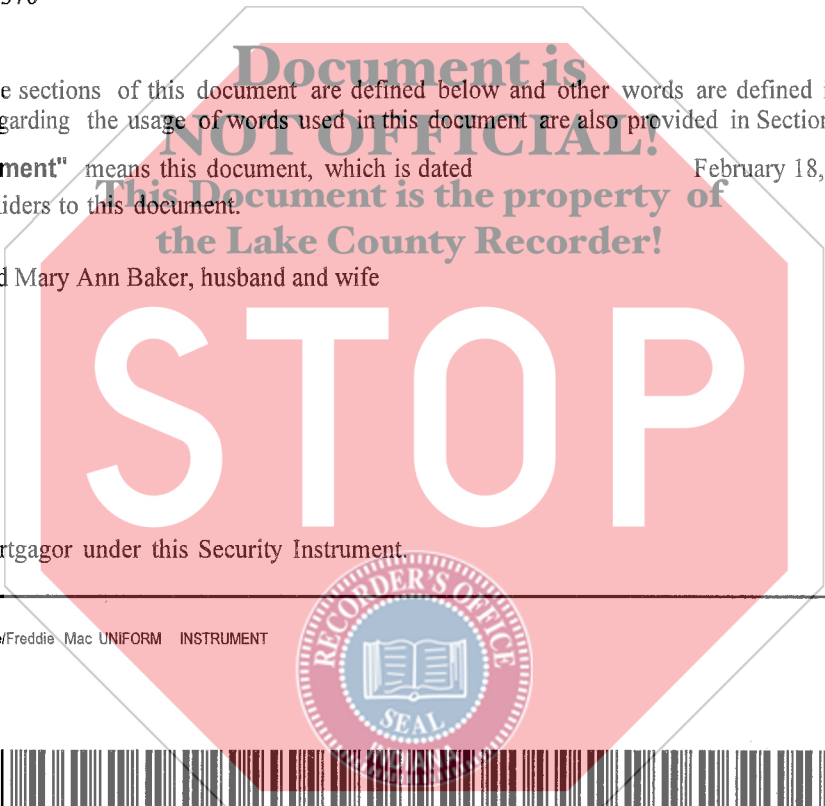 370
Document is
e sections of this document are defined below and other words are defined i
garding the usage of words used in this document are also provided in Section
NOT OFFICIAL!
ment" means this document, which is dated February 18,
This Document is the property of
iders to this document.
the Lake County Recorder!
d Mary Ann Baker, husband and wife
STOP
rtgagor under this Security Instrument.
RECORDER'S OFFICE
e/Freddie Mac UNIFORM INSTRUMENT
SEAL
INDIANA